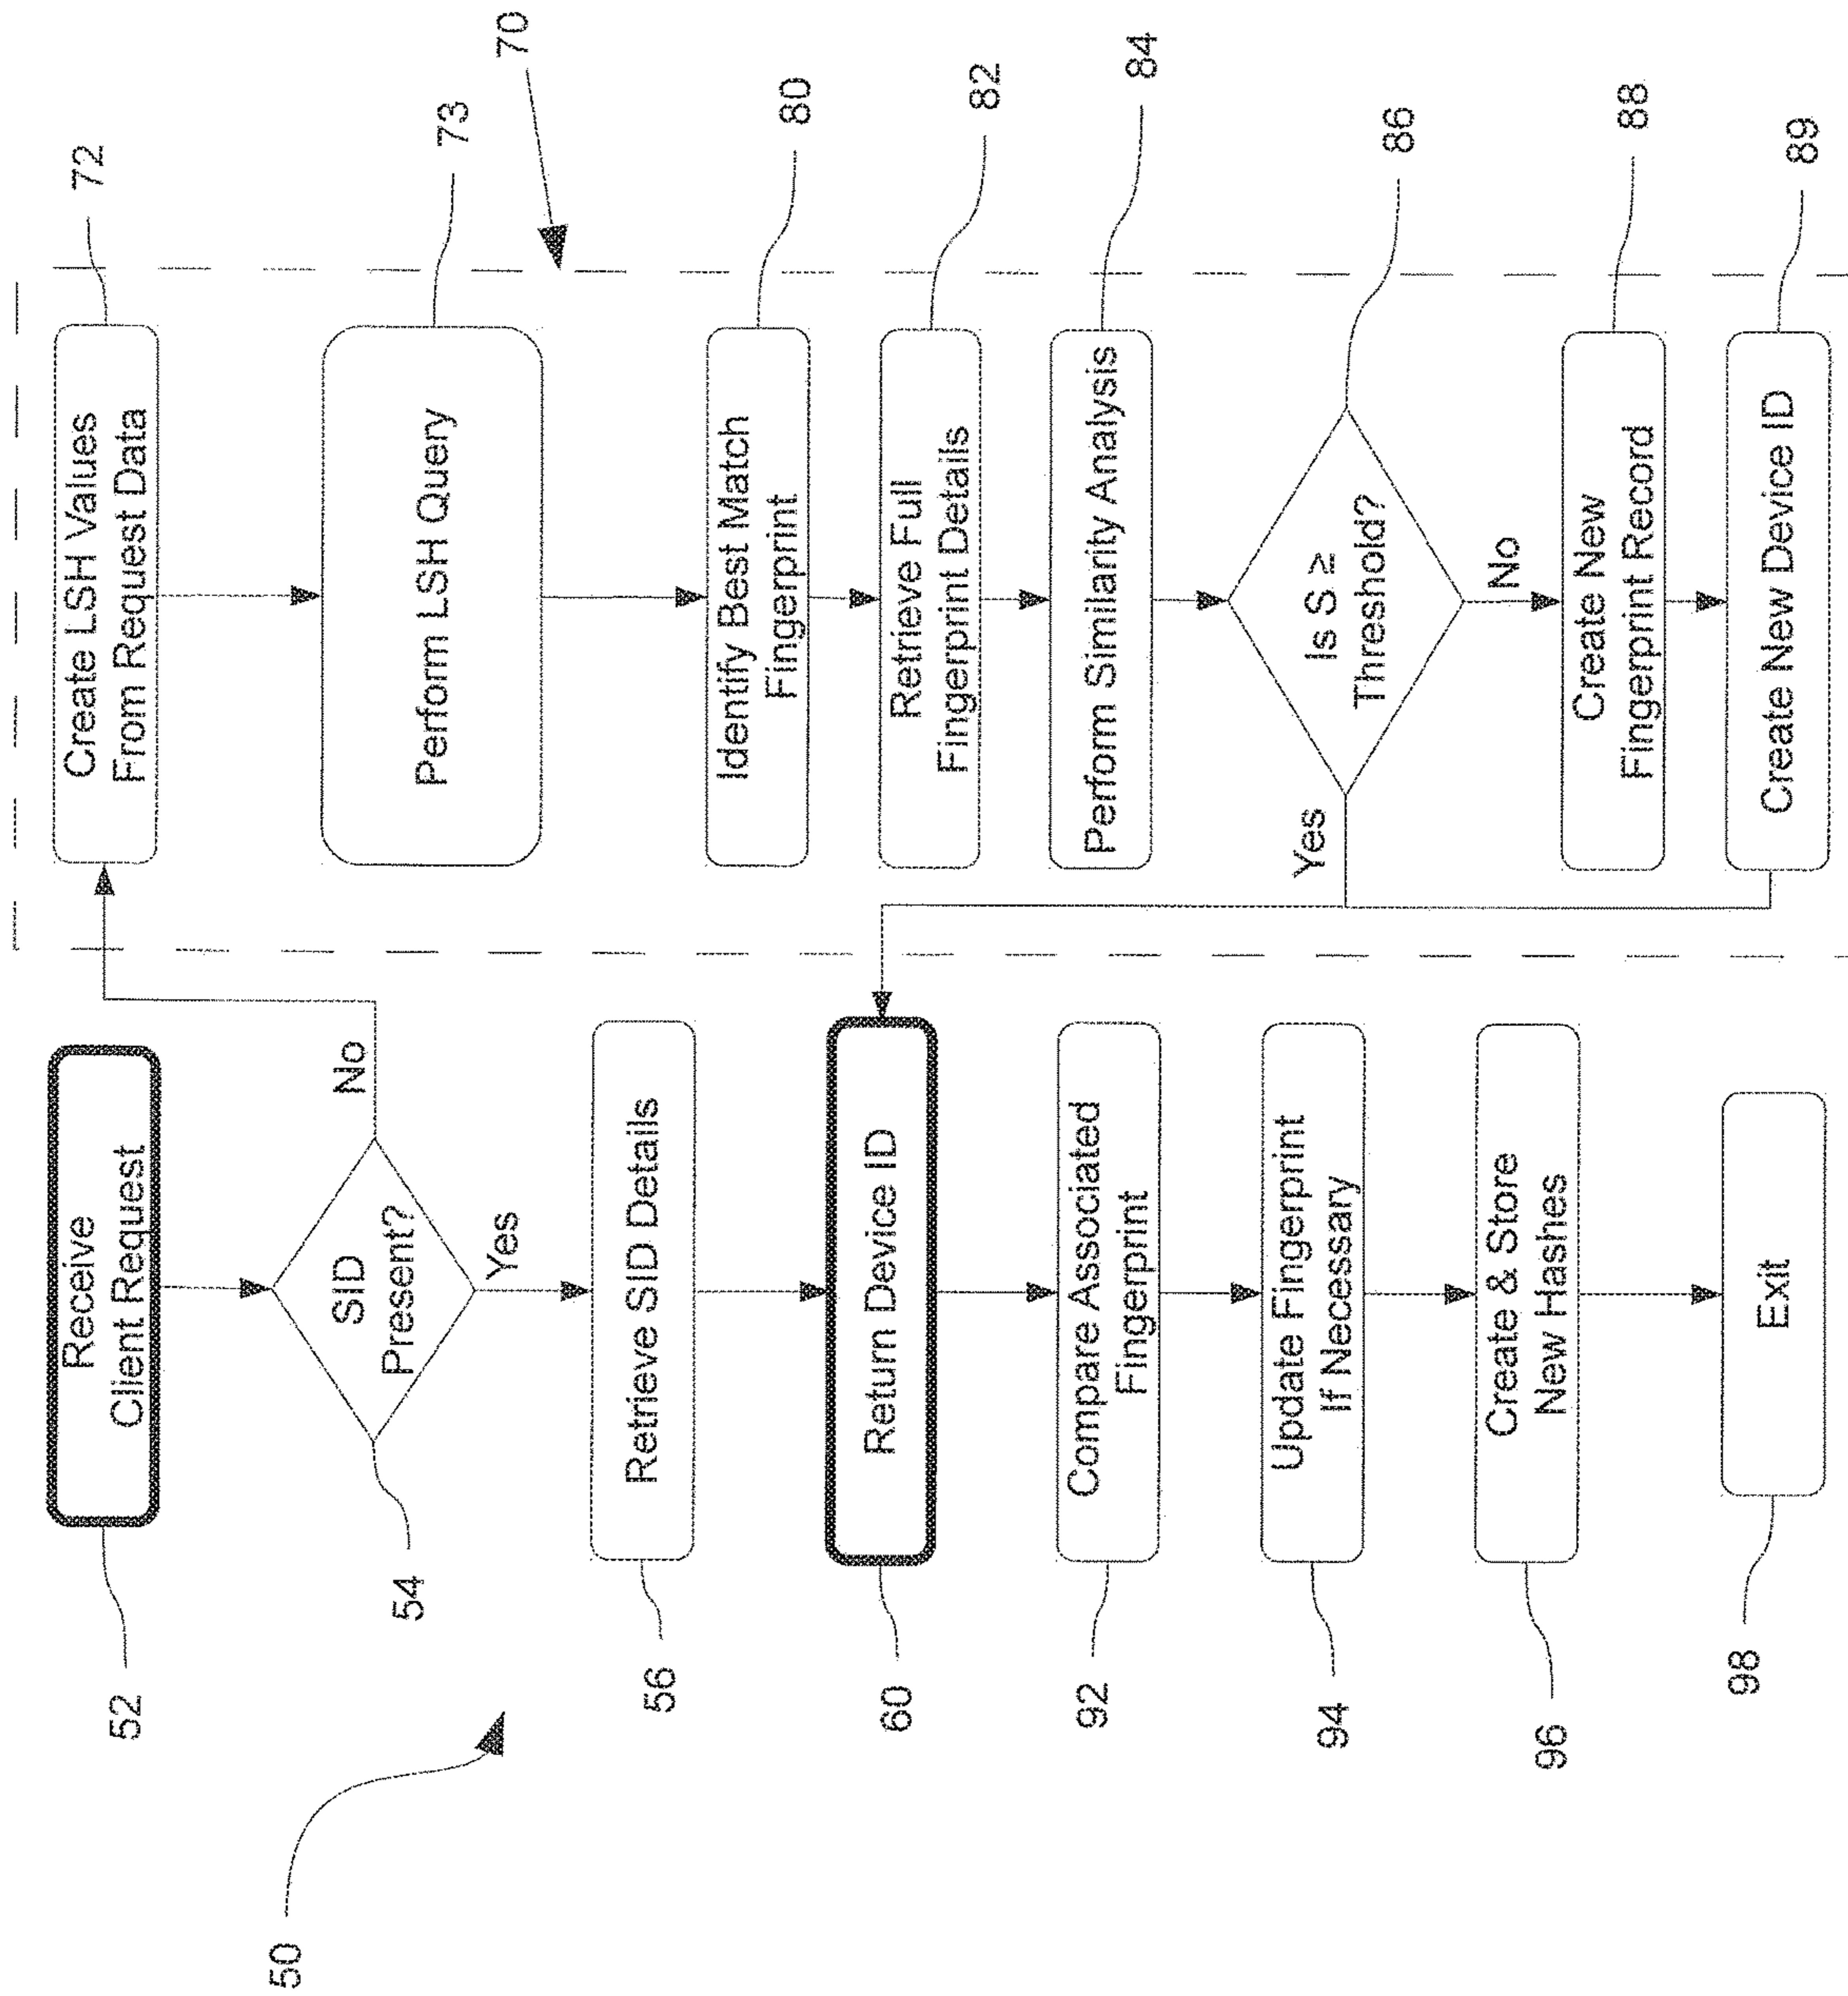 50
52
Receive
Client Request
54
SID
Present?
No
Yes
56
Retrieve SID Details
60
Return Device ID
92
Compare Associated
Fingerprint
94
Update Fingerprint
If Necessary
96
Create & Store
New Hashes
98
Exit
70
72
Create LSH Values
From Request Data
73
Perform LSH Query
80
Identify Best Match
Fingerprint
82
Retrieve Full
Fingerprint Details
84
Perform Similarity Analysis
86
Is S ≥
Threshold?
Yes
No
88
Create New
Fingerprint Record
89
Create New Device ID